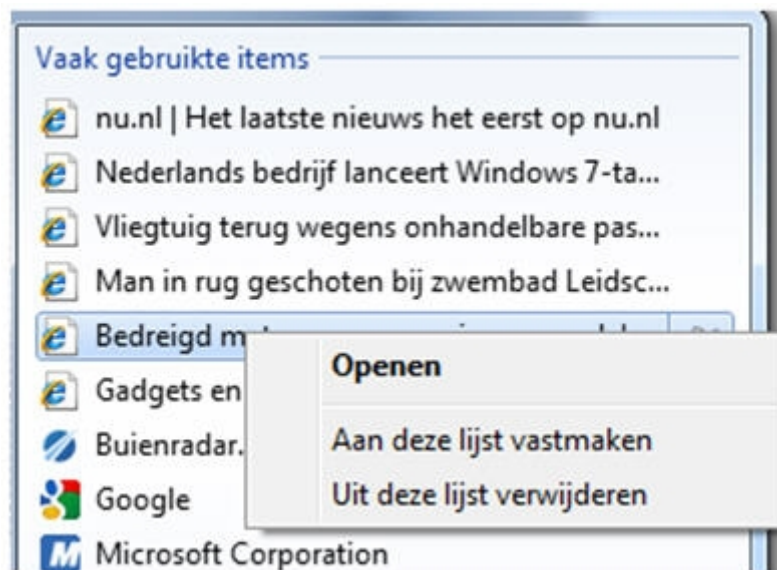 Vaak gebruikte items
nu.nl | Het laatste nieuws het eerst op nu.nl
Nederlands bedrijf lanceert Windows 7-ta...
Vliegtuig terug wegens onhandelbare pas...
Man in rug geschoten bij zwembad Leidsc...
Bedreigd
Openen
Gadgets en
Aan deze lijst vastmaken
Buienradar.
Uit deze lijst verwijderen
Google
Microsoft Corporation